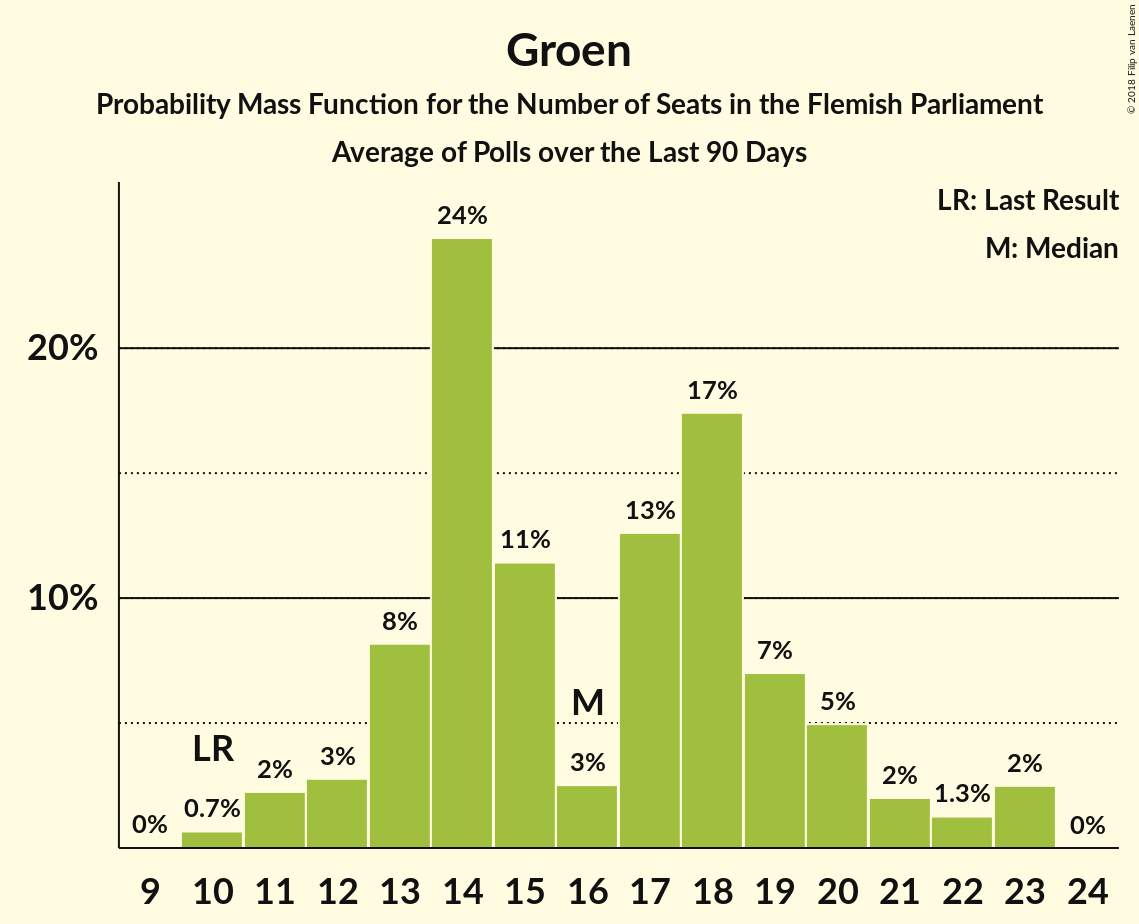 Groen
Probability Mass Function for the Number of Seats in the Flemish Parliament
Average of Polls over the Last 90 Days
© 2018 Filip van Laenen
LR: Last Result
M: Median
24%
20%
17%
13%
11%
10%
8%
7%
M
5%
LR
2%
3%
3%
2%
2%
0%
0.7%
1.3%
0%
9 10 11 12 13 14 15 16 17 18 19 20 21 22 23 24